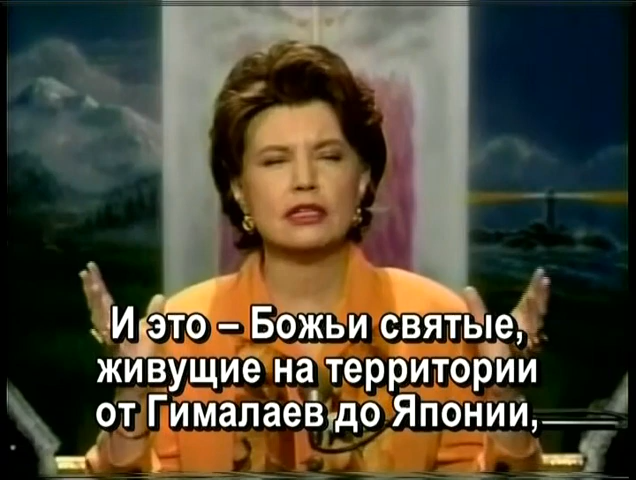 И это – Божьи святые,
живущие на территории
от Гималаев до Японии,